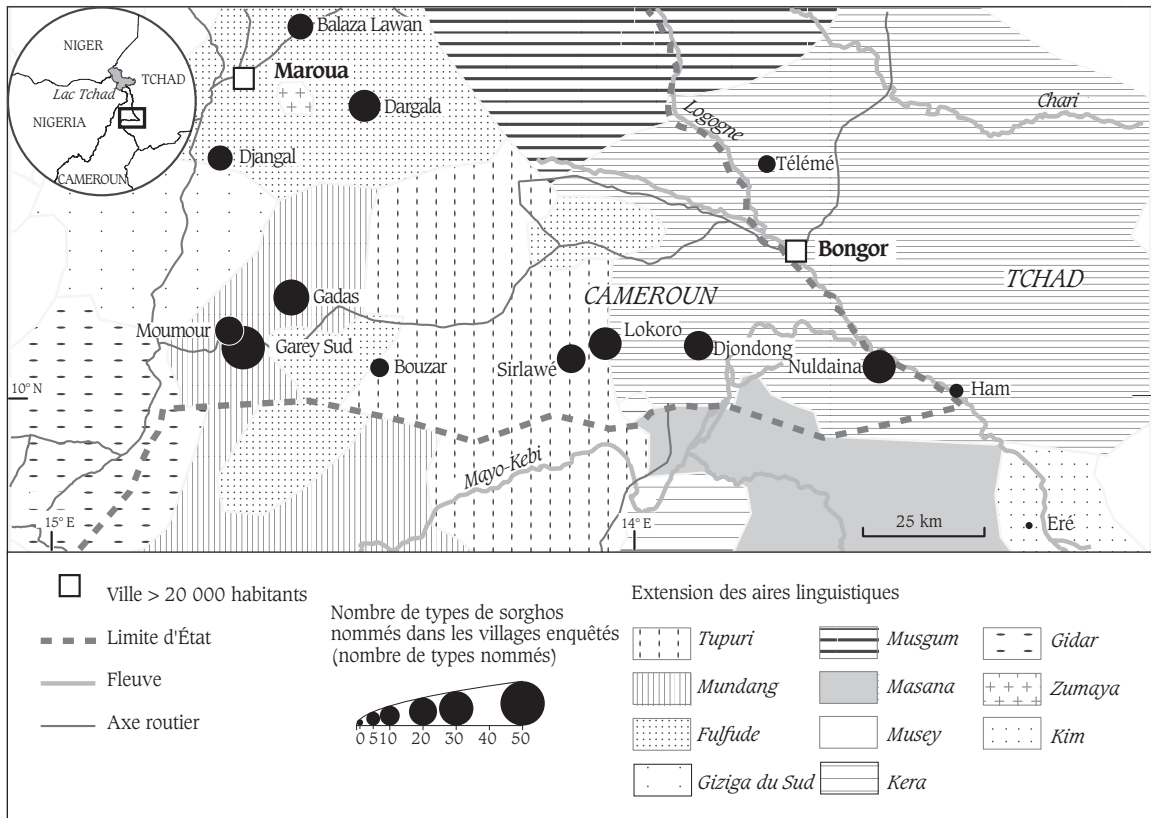 NIGER
TCHAD
Lac Tchad
NIGERIA
CAMEROUN
Balaza Lawan
Maroua
Dargala
Djangal
Logogne
Chari
Télémé
Bongor
TCHAD
CAMEROUN
Gadas
Moumour
Garey Sud
Bouzar
Sirlawé
Lokoro
Djondong
Nuldaina
Ham
10° N
Mayo-Kebi
15° E
14° E
25 km
Eré
Ville > 20 000 habitants
Limite d'État
Fleuve
Axe routier
Nombre de types de sorghos
nommés dans les villages enquêtés
(nombre de types nommés)
0 5 10 20 30 40 50
Extension des aires linguistiques
Tupuri
Mundang
Fulfude
Giziga du Sud
Musgum
Masana
Musey
Kera
Gidar
Zumaya
Kim